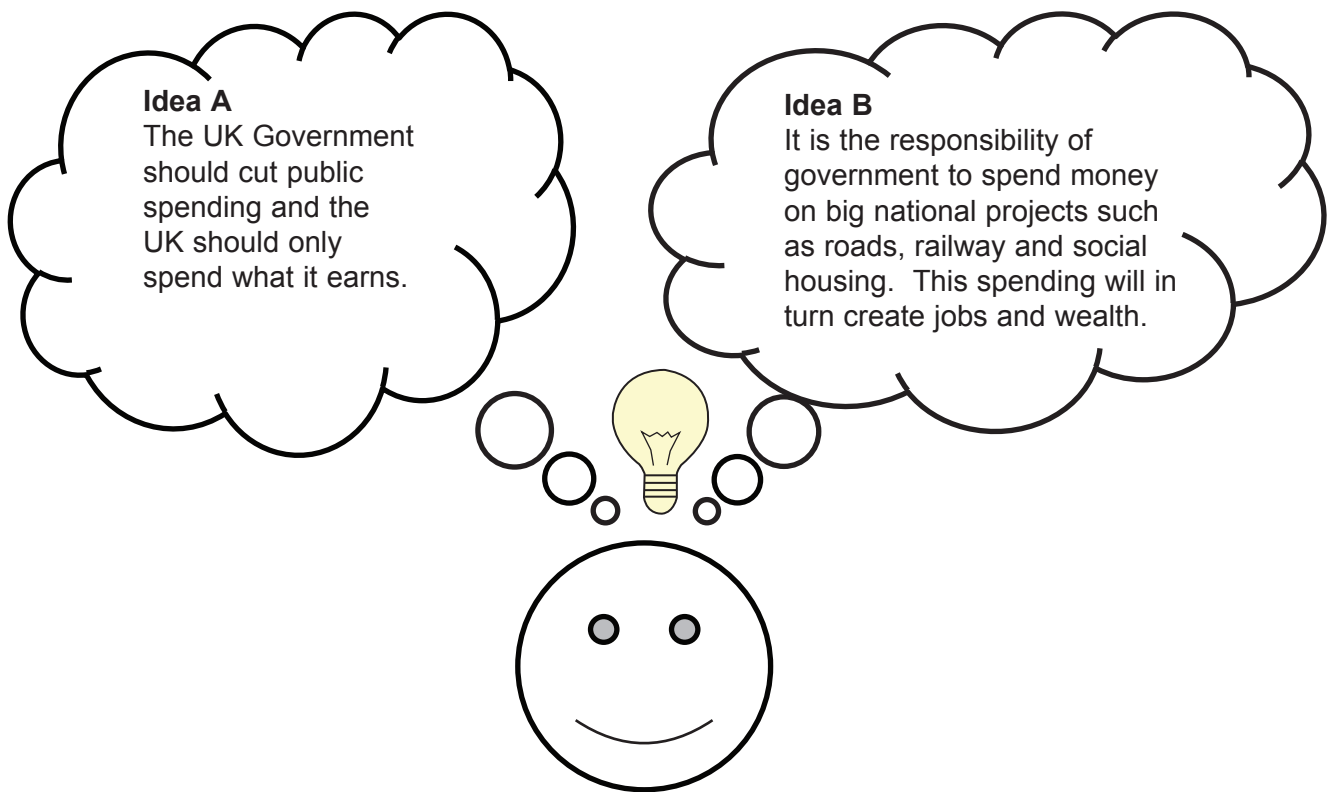 Idea A
The UK Government
should cut public
spending and the
UK should only
spend what it earns.
Idea B
It is the responsibility of
government to spend money
on big national projects such
as roads, railway and social
housing.  This spending will in
turn create jobs and wealth.